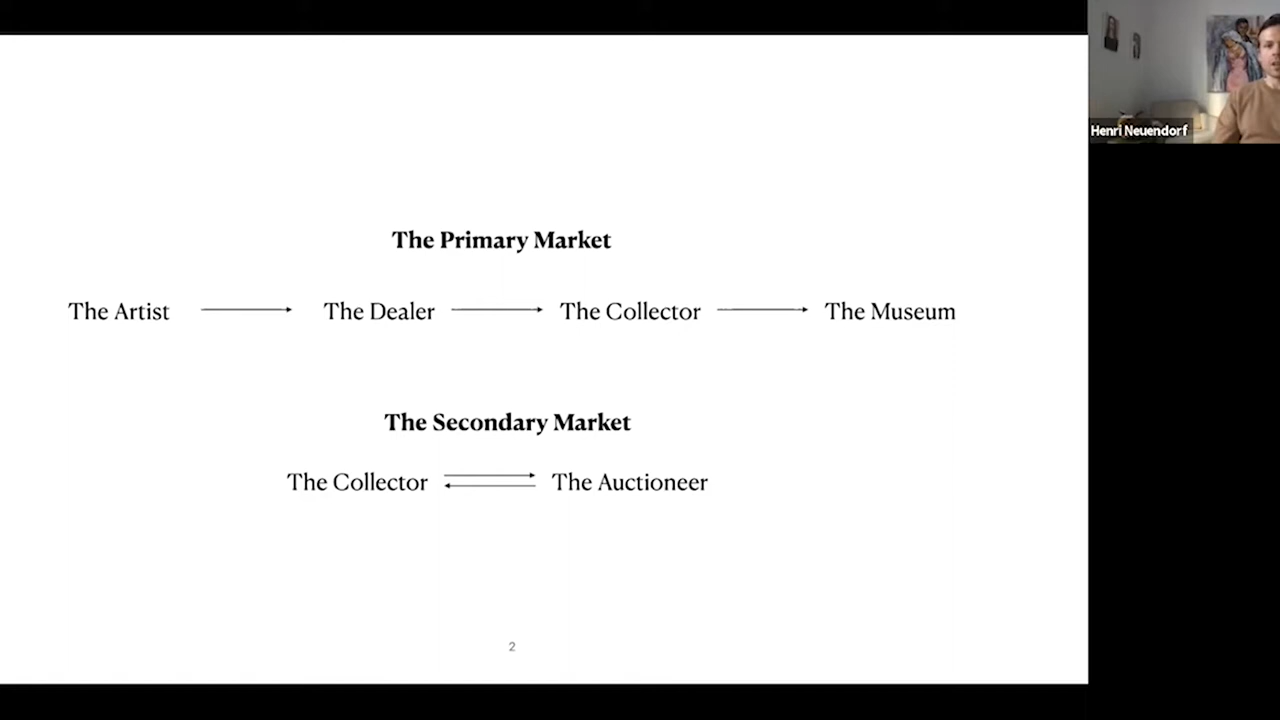 Henri Neuendorf
The Primary Market
The Artist The Dealer The Collector The Museum
The Secondary Market
The Collector The Auctioneer
2